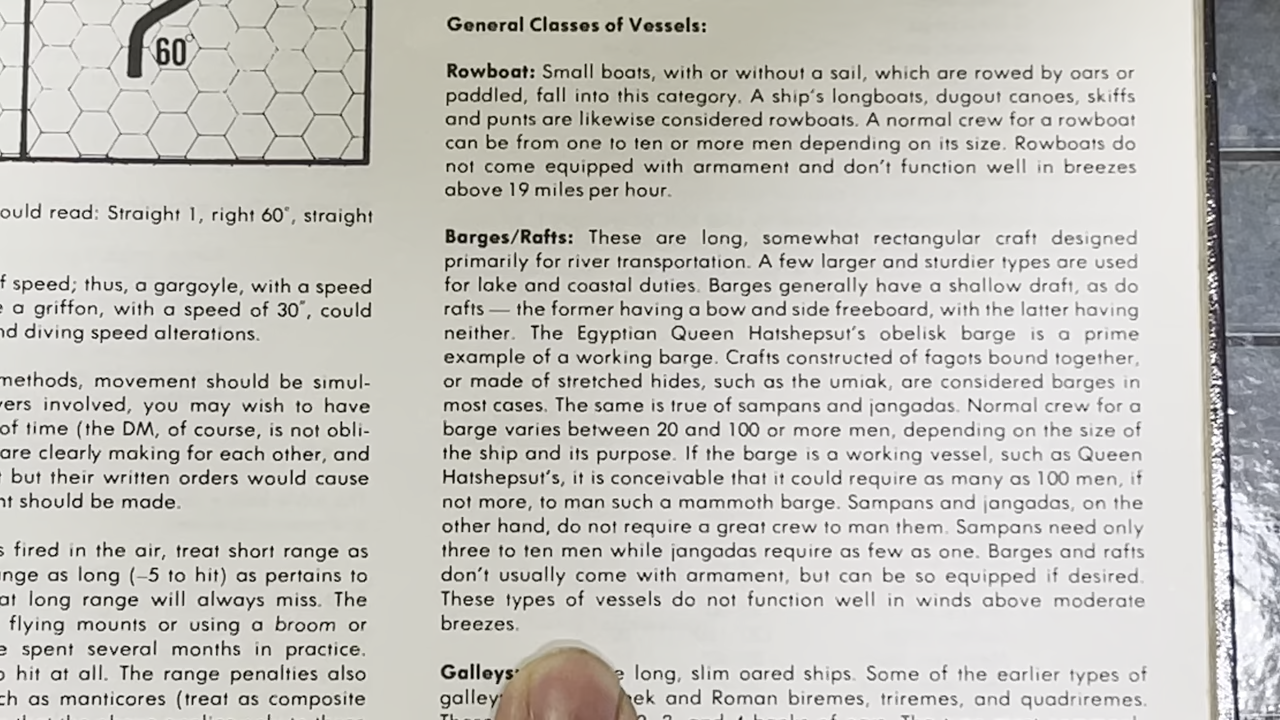 60°
ould read: Straight 1, right 60°, straight
f speed; thus, a gargoyle, with a speed
a griffon, with a speed of 30", could
nd diving speed alterations.
methods, movement should be simul-
vers involved, you may wish to have
of time (the DM, of course, is not obli-
are clearly making for each other, and
but their written orders would cause
nt should be made.
s fired in the air, treat short range as
nge as long (–5 to hit) as pertains to
at long range will always miss. The
flying mounts or using a broom or
e spent several months in practice.
o hit at all. The range penalties also
ch as manticores (treat as composite
General Classes of Vessels:
Rowboat: Small boats, with or without a sail, which are rowed by oars or
paddled, fall into this category. A ship's longboats, dugout canoes, skiffs
and punts are likewise considered rowboats. A normal crew for a rowboat
can be from one to ten or more men depending on its size. Rowboats do
not come equipped with armament and don't function well in breezes
above 19 miles per hour.
Barges/Rafts: These are long, somewhat rectangular craft designed
primarily for river transportation. A few larger and sturdier types are used
for lake and coastal duties. Barges generally have a shallow draft, as do
rafts — the former having a bow and side freeboard, with the latter having
neither. The Egyptian Queen Hatshepsut's obelisk barge is a prime
example of a working barge. Crafts constructed of fagots bound together,
or made of stretched hides, such as the umiak, are considered barges in
most cases. The same is true of sampans and jangadas. Normal crew for a
barge varies between 20 and 100 or more men, depending on the size of
the ship and its purpose. If the barge is a working vessel, such as Queen
Hatshepsut's, it is conceivable that it could require as many as 100 men, if
not more, to man such a mammoth barge. Sampans and jangadas, on the
other hand, do not require a great crew to man them. Sampans need only
three to ten men while jangadas require as few as one. Barges and rafts
don't usually come with armament, but can be so equipped if desired.
These types of vessels do not function well in winds above moderate
breezes.
Galleys: long, slim oared ships. Some of the earlier types of
galley ek and Roman biremes, triremes, and quadriremes.